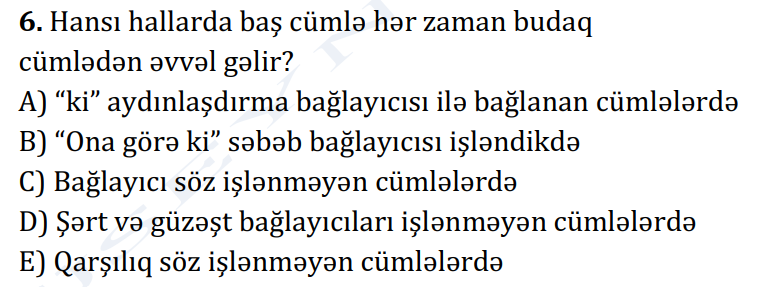 6. Hansı hallarda baş cümlə hər zaman budaq
cümlədən əvvəl gəlir?
A) “ki” aydınlaşdırma bağlayıcısı ilə bağlanan cümlələrdə
B) “Ona görə ki” səbəb bağlayıcısı işləndikdə
C) Bağlayıcı söz işlənməyən cümlələrdə
D) Şərt və güzəşt bağlayıcıları işlənməyən cümlələrdə
E) Qarşılıq söz işlənməyən cümlələrdə